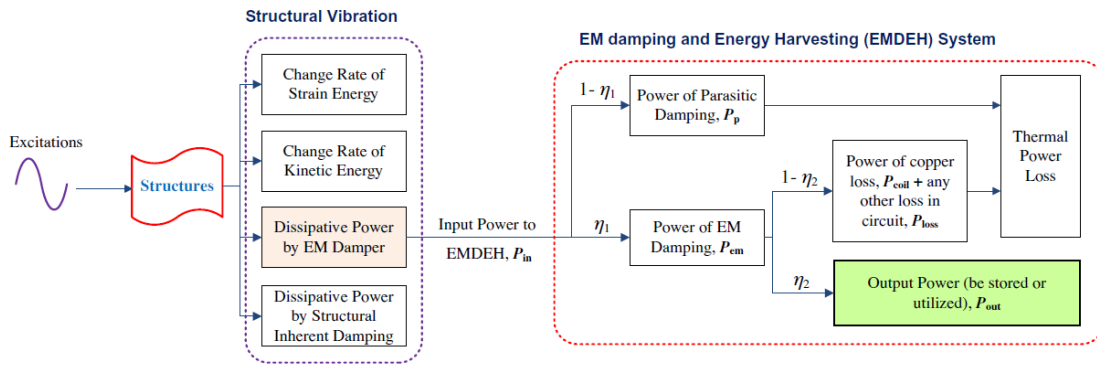 Structural Vibration
EM damping and Energy Harvesting (EMDEH) System
Excitations
Structures
Change Rate of
Strain Energy
Change Rate of
Kinetic Energy
Dissipative Power
by EM Damper
Dissipative Power
by Structural
Inherent Damping
Input Power to
EMDEH, Pin
1- η1
Power of Parasitic
Damping, Pp
η1
Power of EM
Damping, Pem
1- η2
Power of copper
loss, Pcoil + any
other loss in
circuit, Ploss
Thermal
Power
Loss
η2
Output Power (be stored or
utilized), Pout